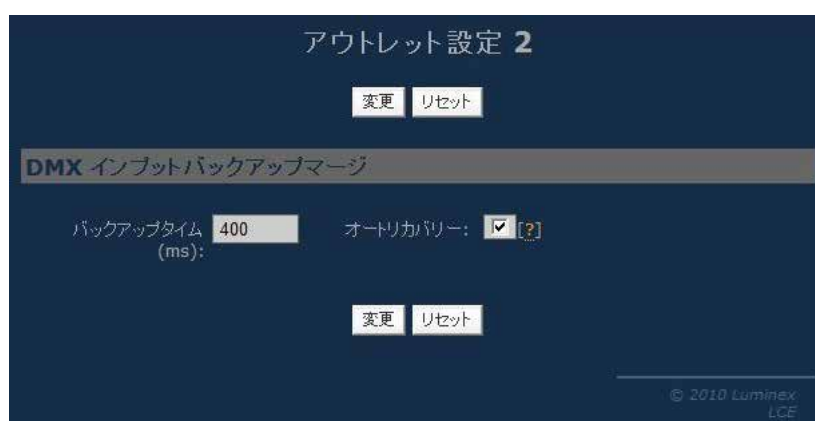 アウトレット設定 2
変更 リセット
DMX インプットバックアップマージ
バックアップタイム (ms): 400 オートリカバリー: [?]
変更 リセット
© 2010 Luminex
LCE